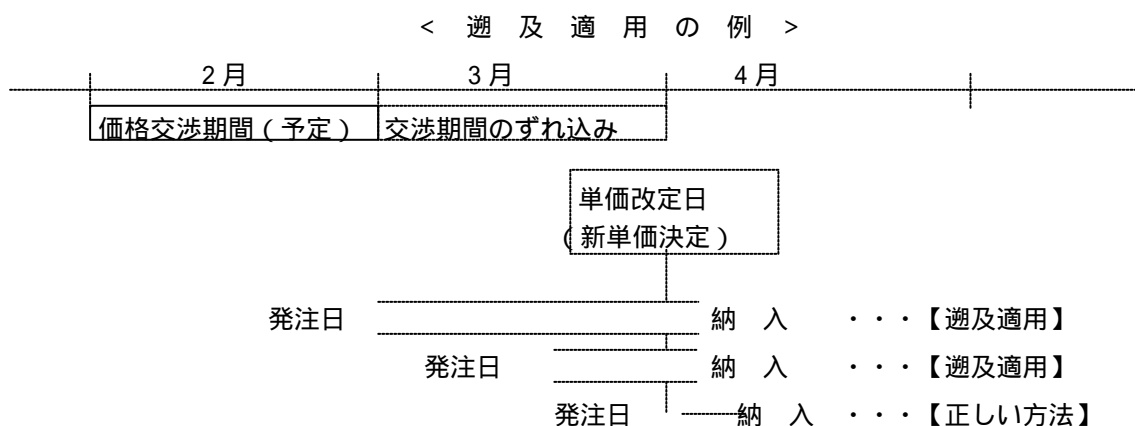 < 遡 及 適 用 の 例 >
2月 3月 4月
価格交渉期間(予定) 交渉期間のずれ込み
単価改定日
(新単価決定)
発注日 納 入 ・・・【遡及適用】
発注日 納 入 ・・・【遡及適用】
発注日 納 入 ・・・【正しい方法】